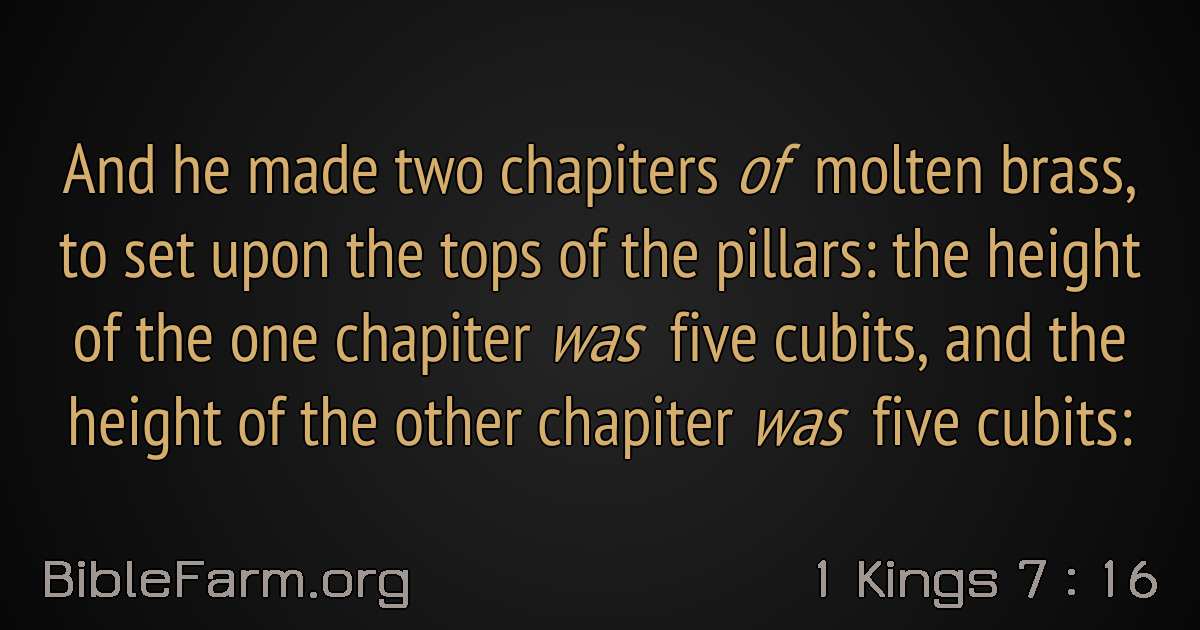 And he made two chapiters of molten brass,
to set upon the tops of the pillars: the height
of the one chapiter was five cubits, and the
height of the other chapiter was five cubits:
BibleFarm.org
1 Kings 7 : 16